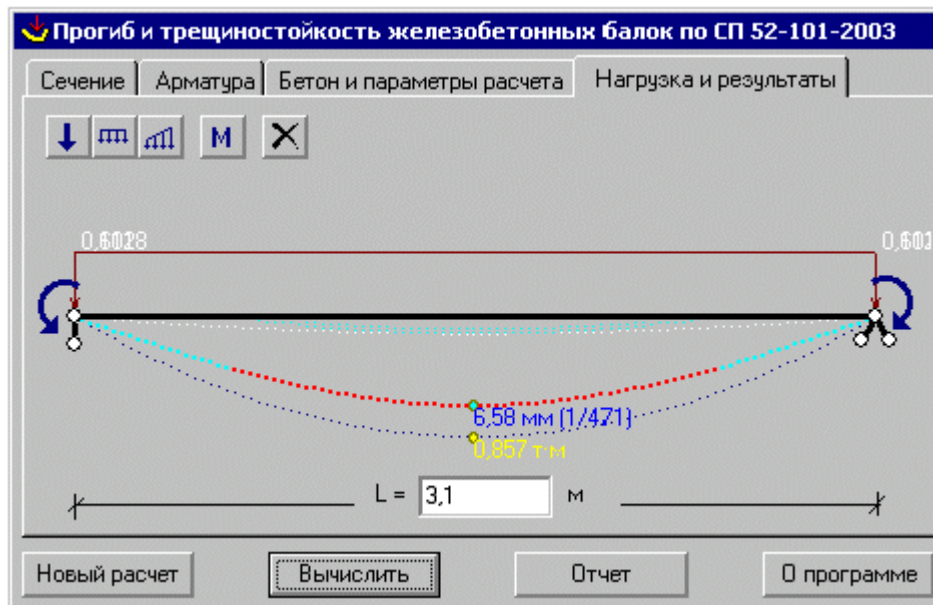 Прогиб и трещиностойкость железобетонных балок по СП 52-101-2003
Сечение Арматура Бетон и параметры расчета Нагрузка и результаты
М
6,58 мм (1/471)
0,857 т·м
L = 3,1 м
Новый расчет Вычислить Отчет О программе